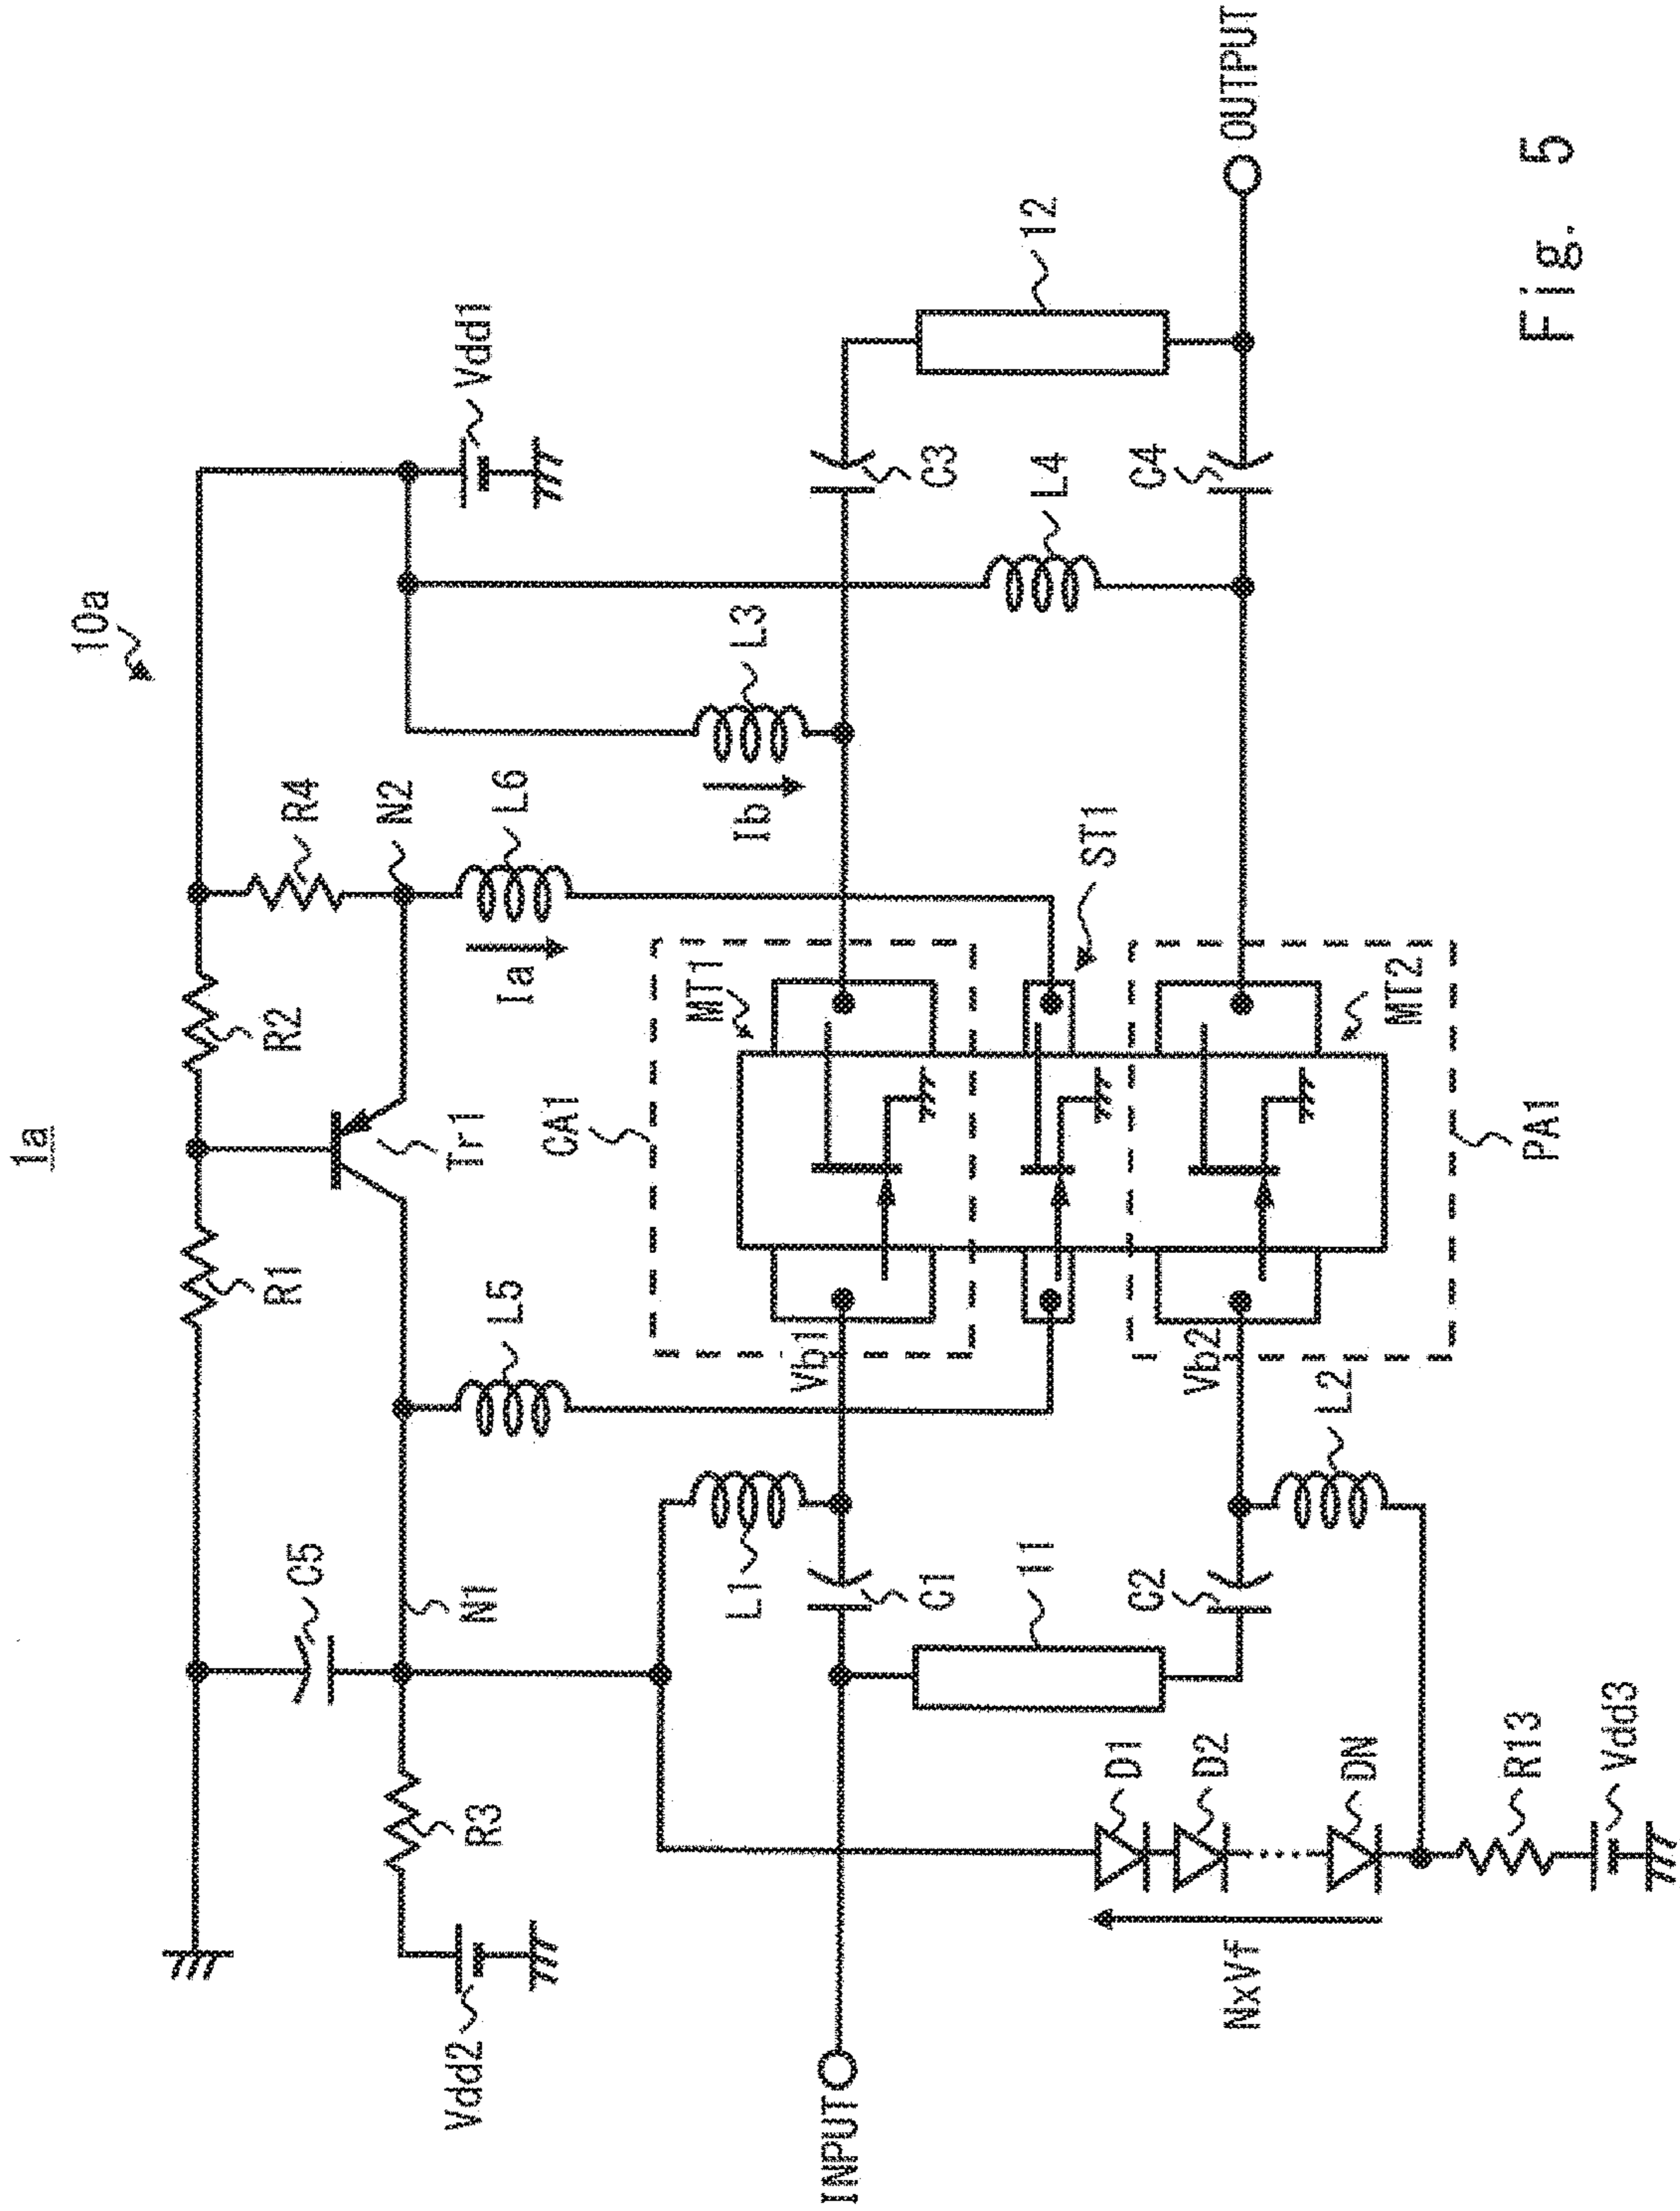 1a
10a
C5
R1
R2
R4
Vdd1
N2
Tr1
N1
R3
Vdd2
L5
Ia
L6
L3
Ib
CA1
MT1
Vb1
L1
C1
C3
12
INPUT
11
ST1
L4
C2
C4
Vb2
MT2
OUTPUT
D1
D2
DN
NxVf
L2
PA1
R13
Vdd3
Fig. 5